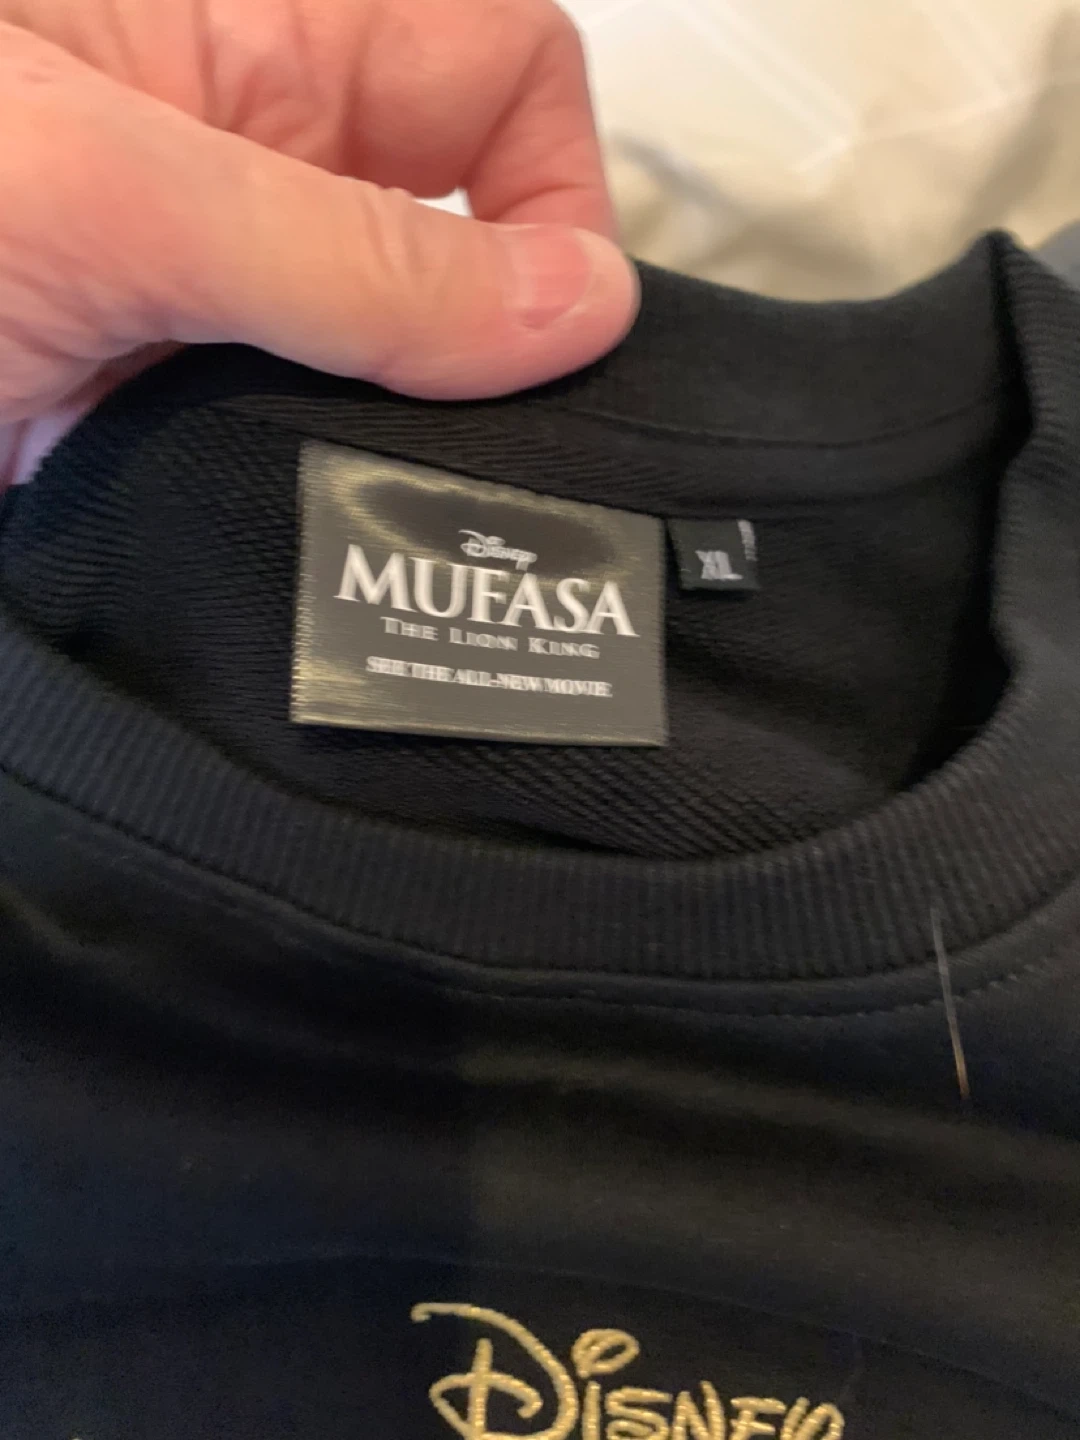 Disney
MUFASA
THE LION KING
SEE THE ALL-NEW MOVIE
XL
Disney